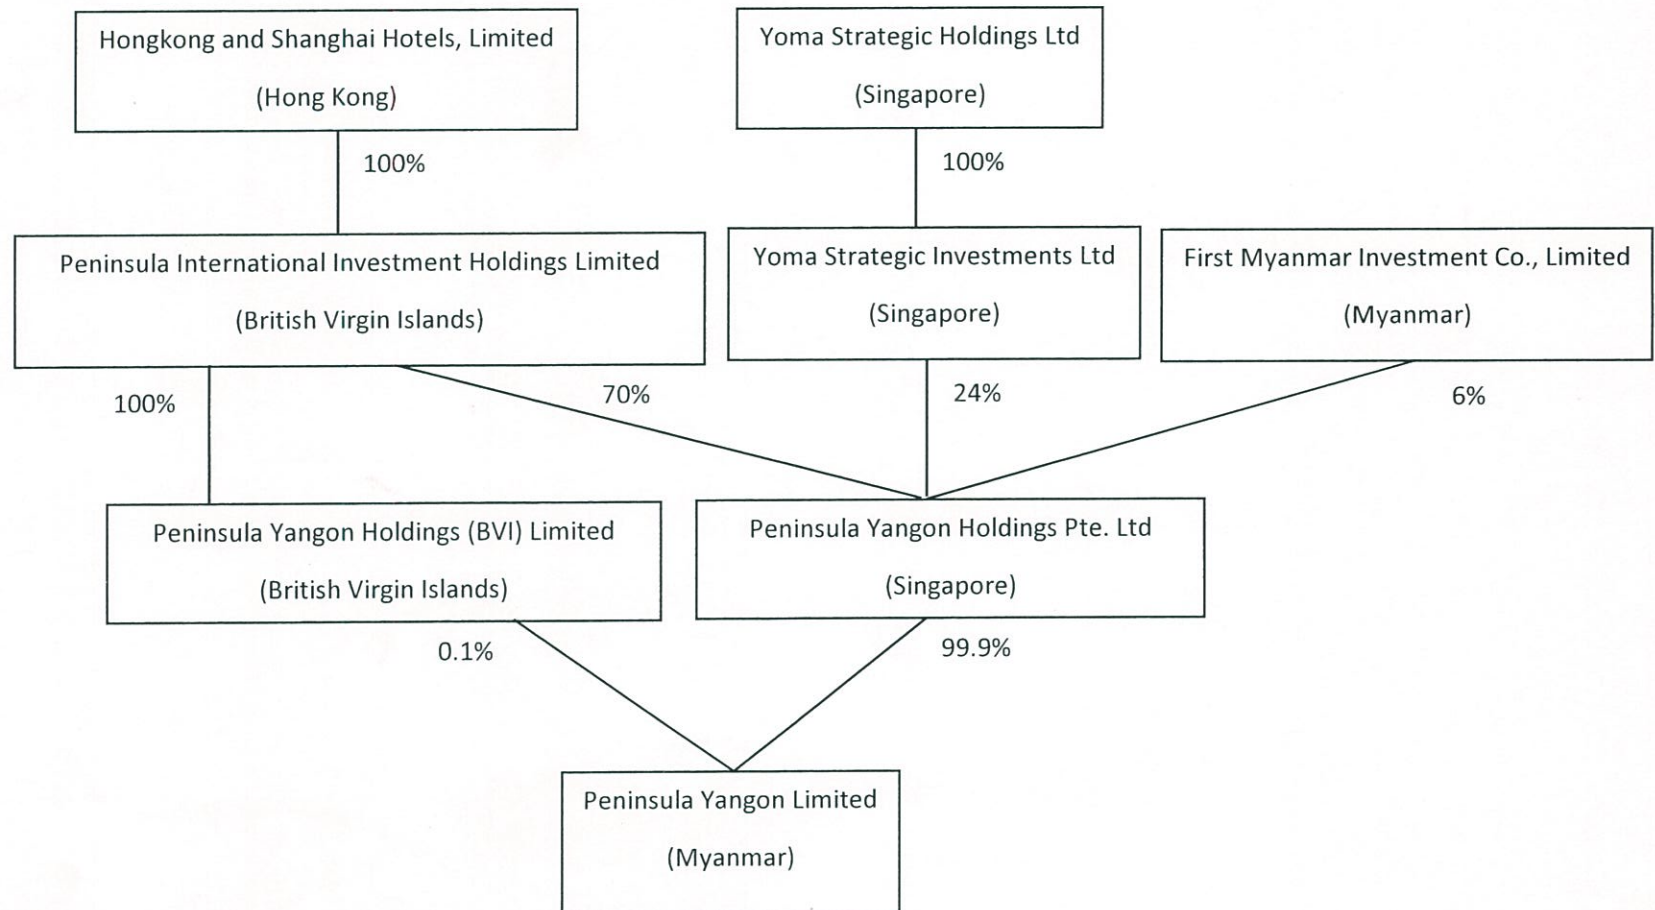 Hongkong and Shanghai Hotels, Limited
(Hong Kong)
Yoma Strategic Holdings Ltd
(Singapore)
100%
100%
Peninsula International Investment Holdings Limited
(British Virgin Islands)
Yoma Strategic Investments Ltd
(Singapore)
First Myanmar Investment Co., Limited
(Myanmar)
100%
70%
24%
6%
Peninsula Yangon Holdings (BVI) Limited
(British Virgin Islands)
Peninsula Yangon Holdings Pte. Ltd
(Singapore)
0.1%
99.9%
Peninsula Yangon Limited
(Myanmar)